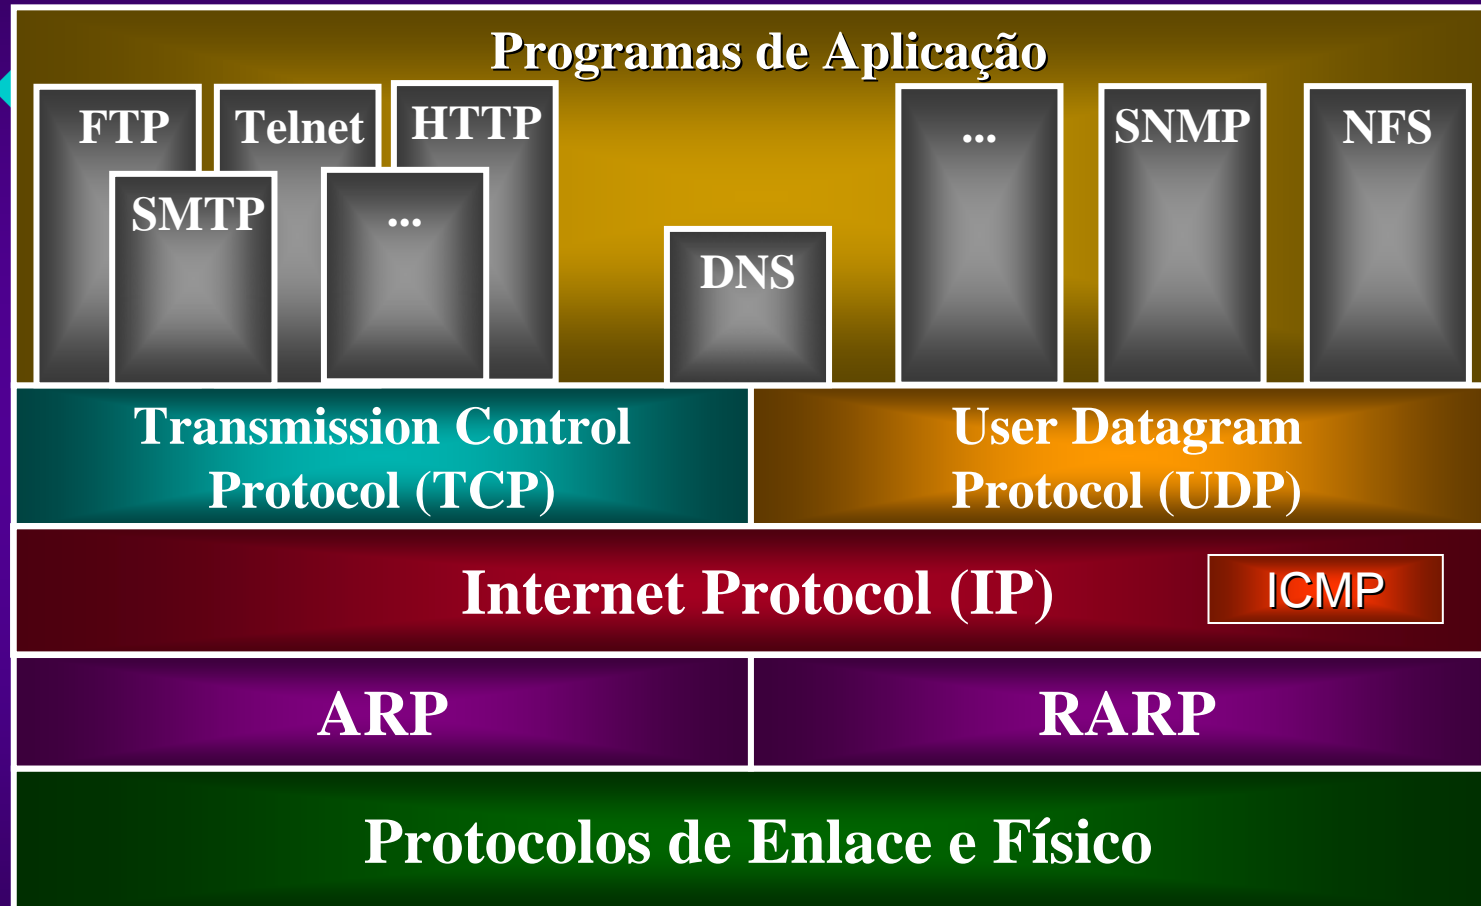 Programas de Aplicação
FTP
Telnet
HTTP
...
SNMP
NFS
SMTP
...
DNS
Transmission Control
Protocol (TCP)
User Datagram
Protocol (UDP)
Internet Protocol (IP)
ICMP
ARP
RARP
Protocolos de Enlace e Físico